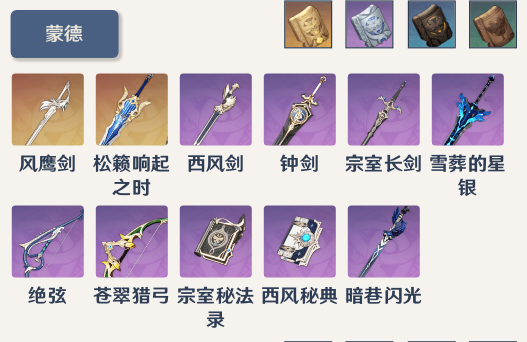 蒙德
风鹰剑 松籁响起 西风剑 钟剑 宗室长剑 雪葬的星
之时 银
绝弦 苍翠猎弓 宗室秘法 西风秘典 暗巷闪光
录